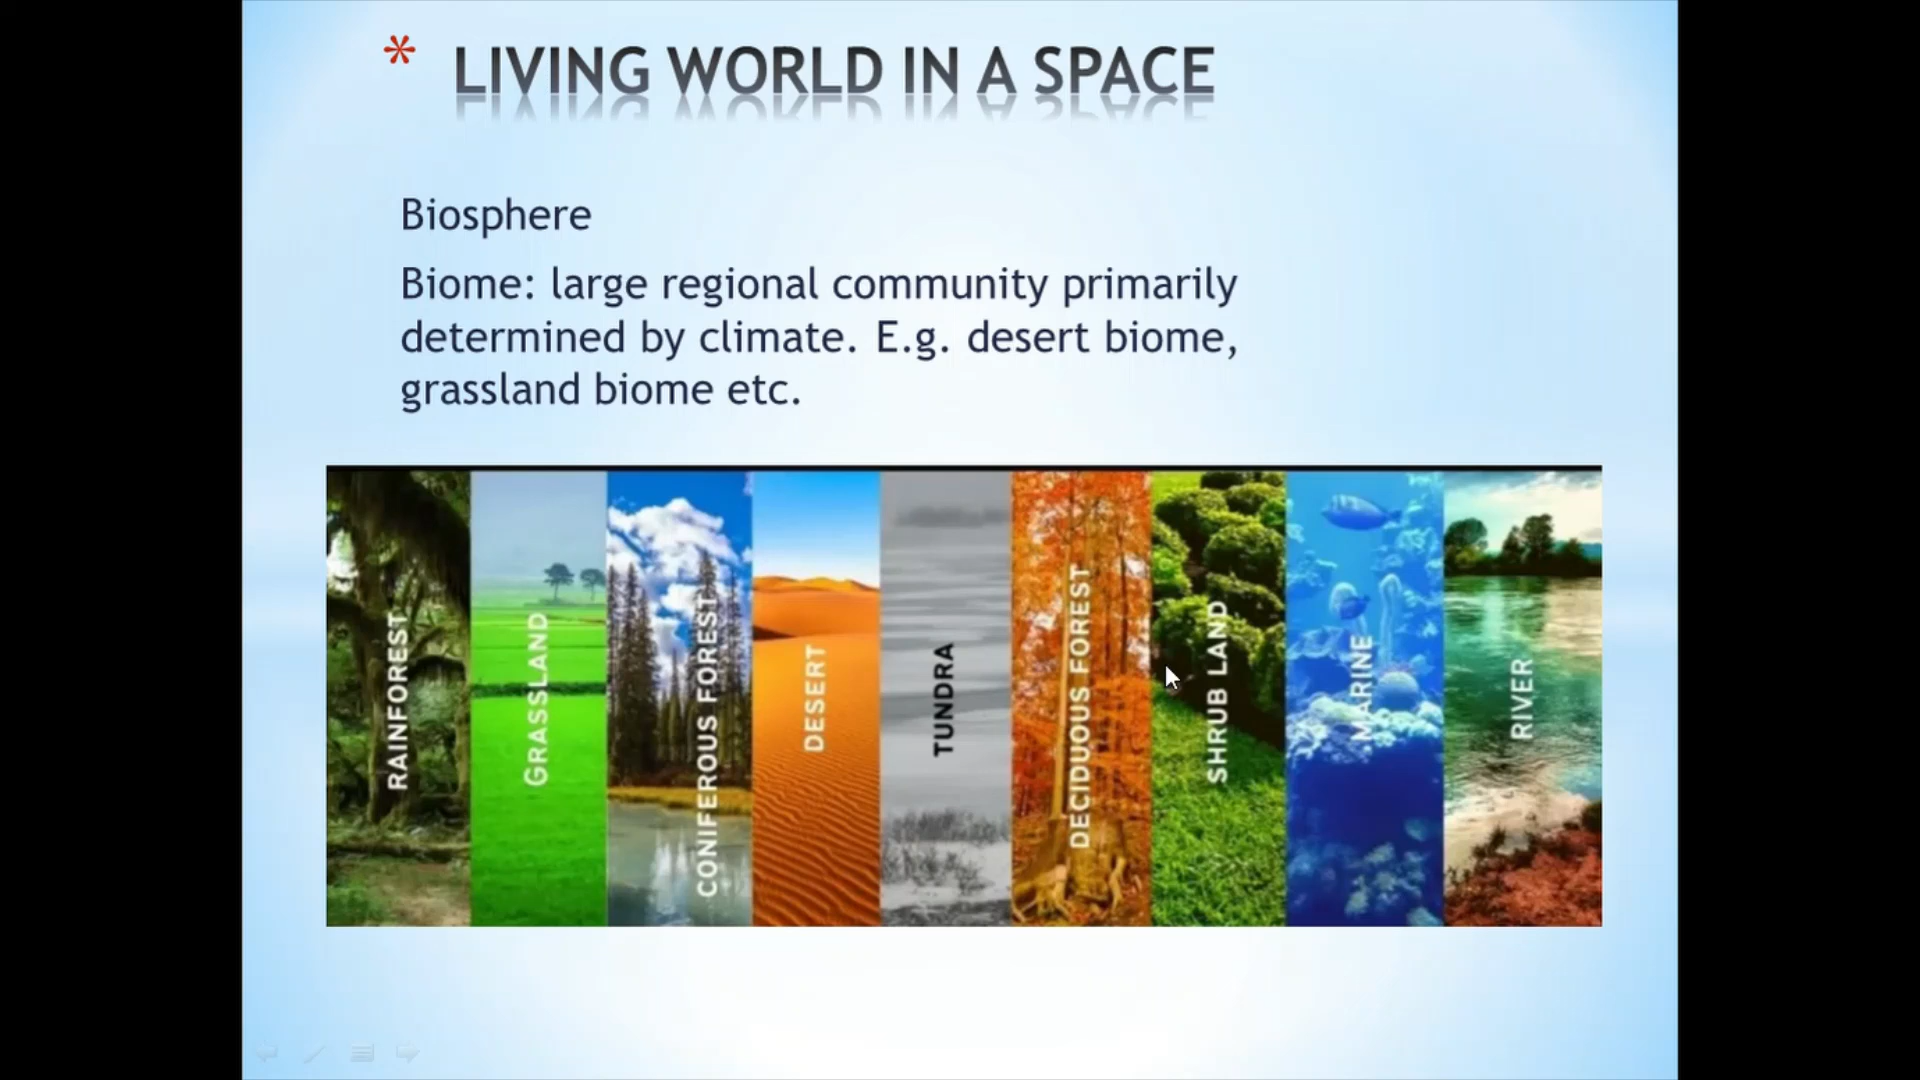 * LIVING WORLD IN A SPACE
Biosphere
Biome: large regional community primarily
determined by climate. E.g. desert biome,
grassland biome etc.
RAINFOREST
GRASSLAND
CONIFEROUS FOREST
DESERT
TUNDRA
DECIDUOUS FOREST
SHRUB LAND
MARINE
RIVER